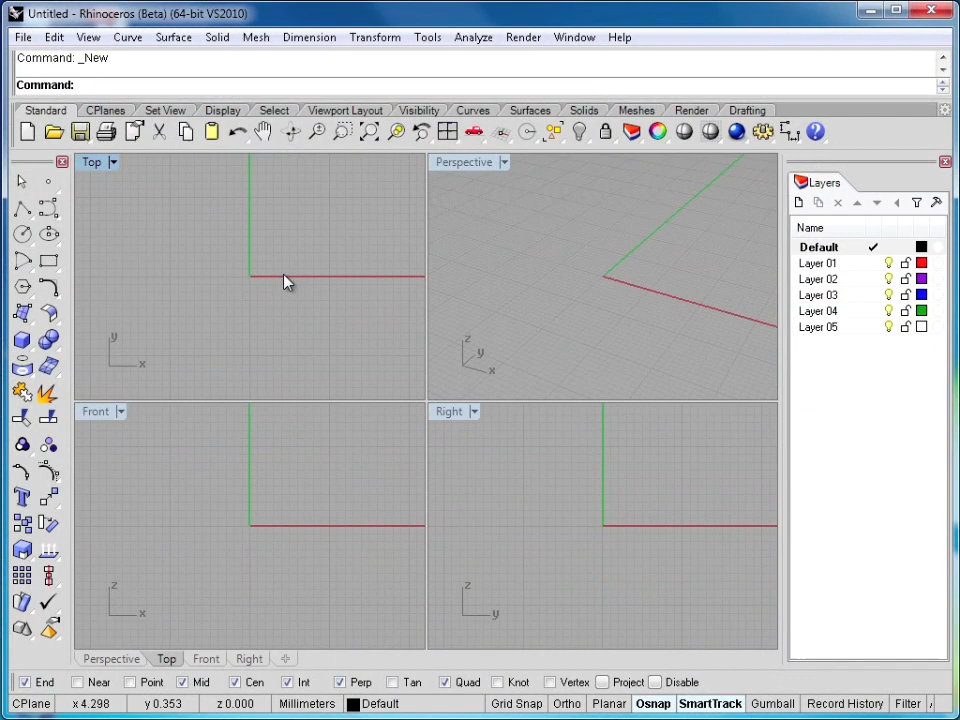 Untitled - Rhinoceros (Beta) (64-bit VS2010)
File Edit View Curve Surface Solid Mesh Dimension Transform Tools Analyze Render Window Help
Command: _New
Command:
Standard CPlanes Set View Display Select Viewport Layout Visibility Curves Surfaces Solids Meshes Render Drafting
Top Perspective
Layers
Name
Default
Layer 01
Layer 02
Layer 03
Layer 04
Layer 05
y
x
z
y
x
Front Right
z
x
z
y
Perspective Top Front Right
End Near Point Mid Cen Int Perp Tan Quad Knot Vertex Project Disable
CPlane x 4.298 y 0.353 z 0.000 Millimeters Default Grid Snap Ortho Planar Osnap SmartTrack Gumball Record History Filter